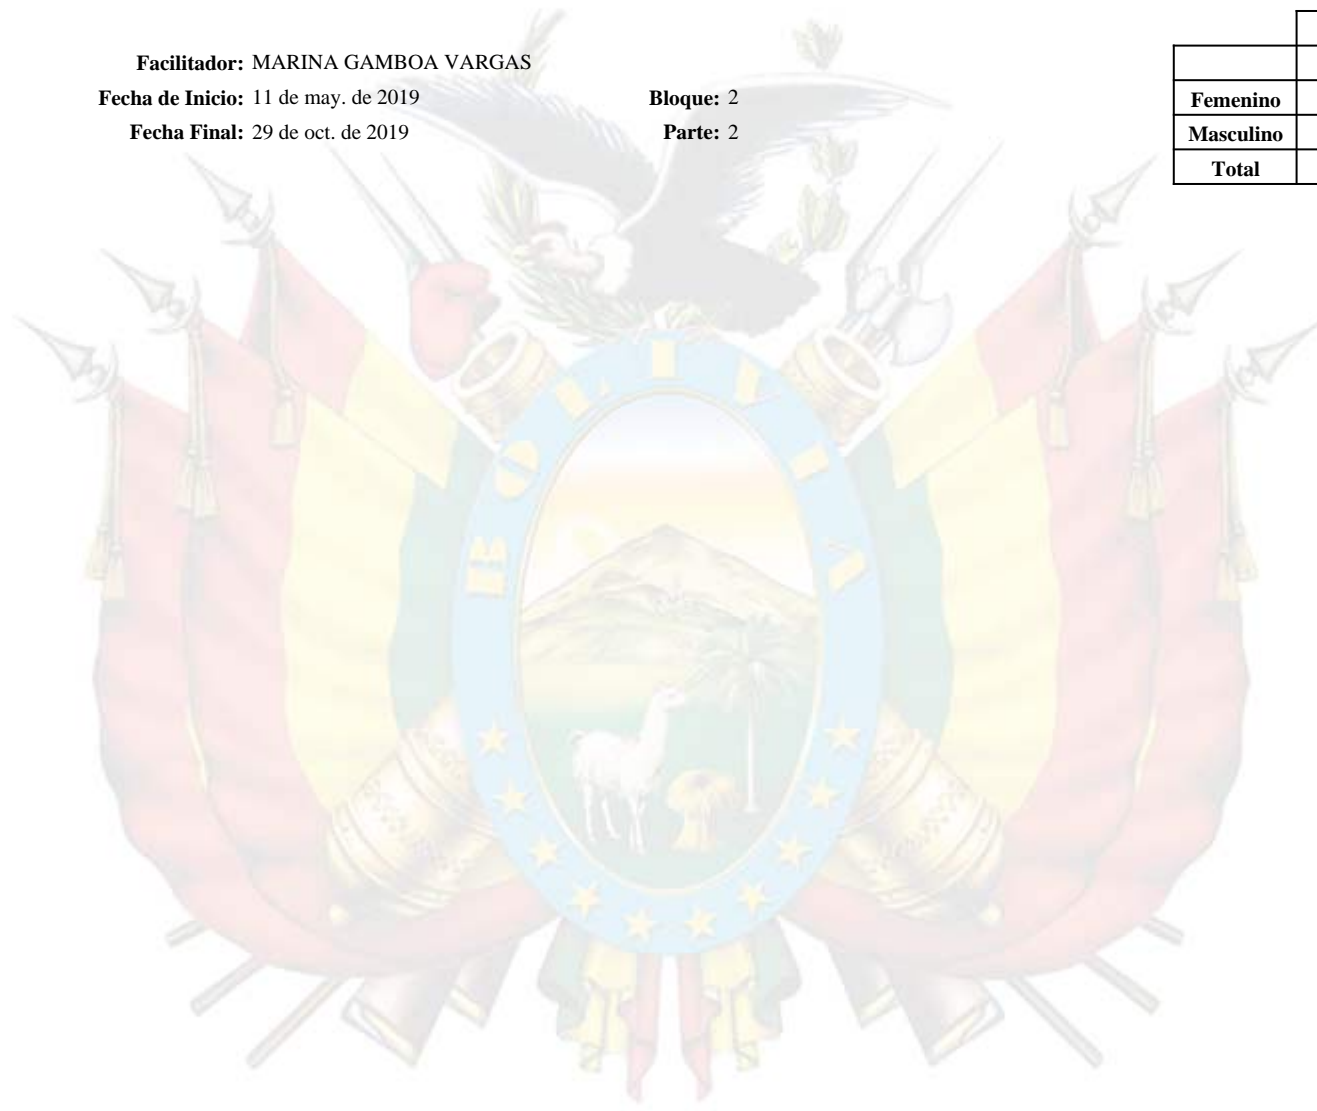 Facilitador: MARINA GAMBOA VARGAS
Fecha de Inicio: 11 de may. de 2019 Bloque: 2
Fecha Final: 29 de oct. de 2019 Parte: 2
Femenino
Masculino
Total
BOLIVIA